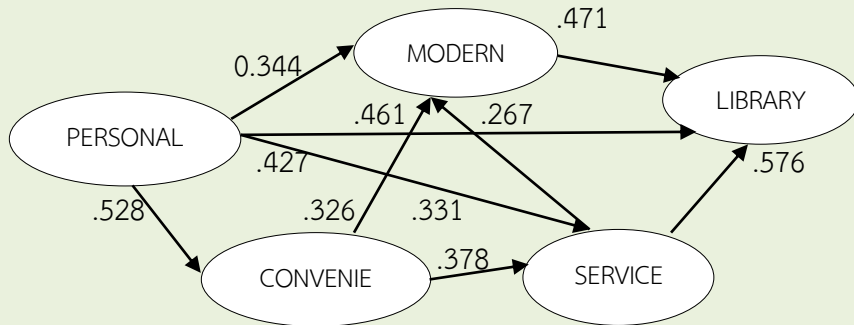 .471
MODERN
0.344
LIBRARY
.461
.267
PERSONAL
.427
.576
.528
.326
.331
.378
CONVENIE
SERVICE